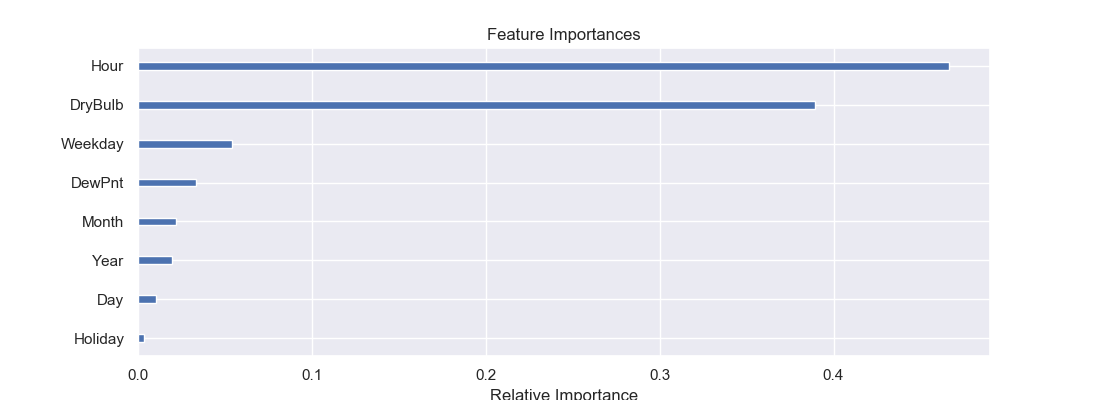 Feature Importances
Hour
DryBulb
Weekday
DewPnt
Month
Year
Day
Holiday
0.0 0.1 0.2 0.3 0.4
Relative Importance